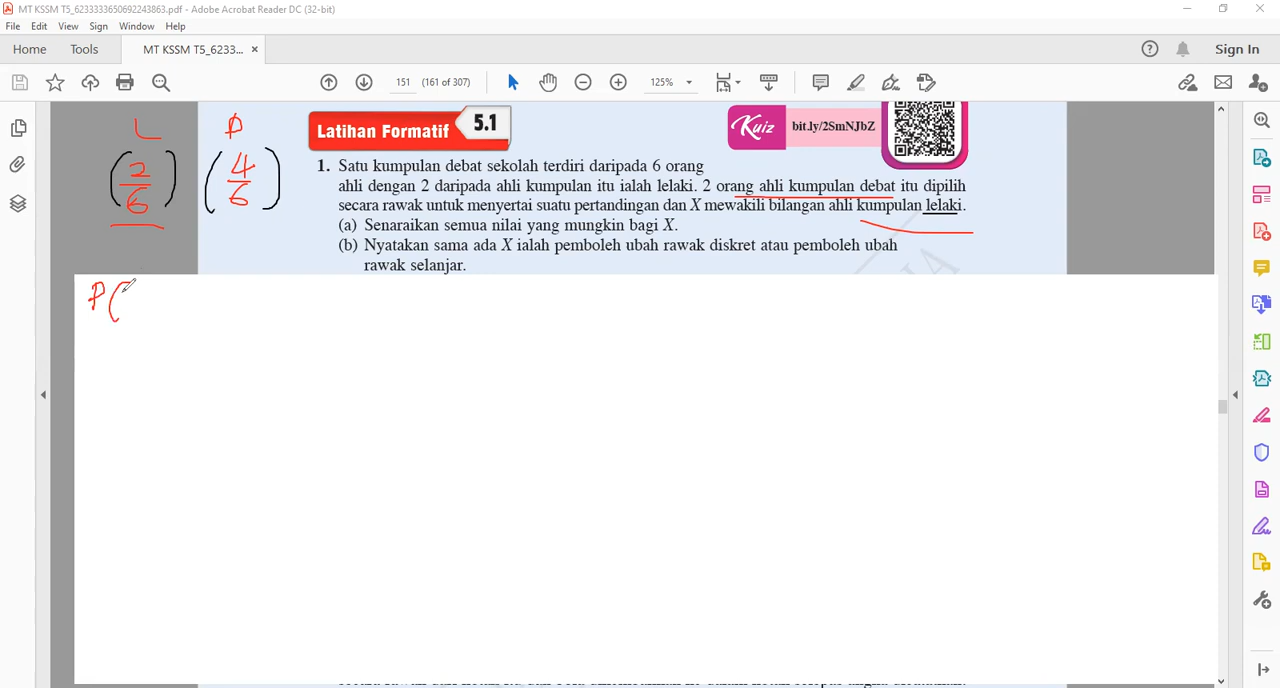 MT KSSM T5_6233333650692243863.pdf - Adobe Acrobat Reader DC (32-bit)
File Edit View Sign Window Help
Home Tools MT KSSM T5_6233... × Sign In
151 (161 of 307) 125%
L P
(2/6) (4/6)
Latihan Formatif 5.1
Kuiz bit.ly/2SmNJbZ
1. Satu kumpulan debat sekolah terdiri daripada 6 orang
ahli dengan 2 daripada ahli kumpulan itu ialah lelaki. 2 orang ahli kumpulan debat itu dipilih
secara rawak untuk menyertai suatu pertandingan dan X mewakili bilangan ahli kumpulan lelaki.
(a) Senaraikan semua nilai yang mungkin bagi X.
(b) Nyatakan sama ada X ialah pemboleh ubah rawak diskret atau pemboleh ubah
rawak selanjar.
P(